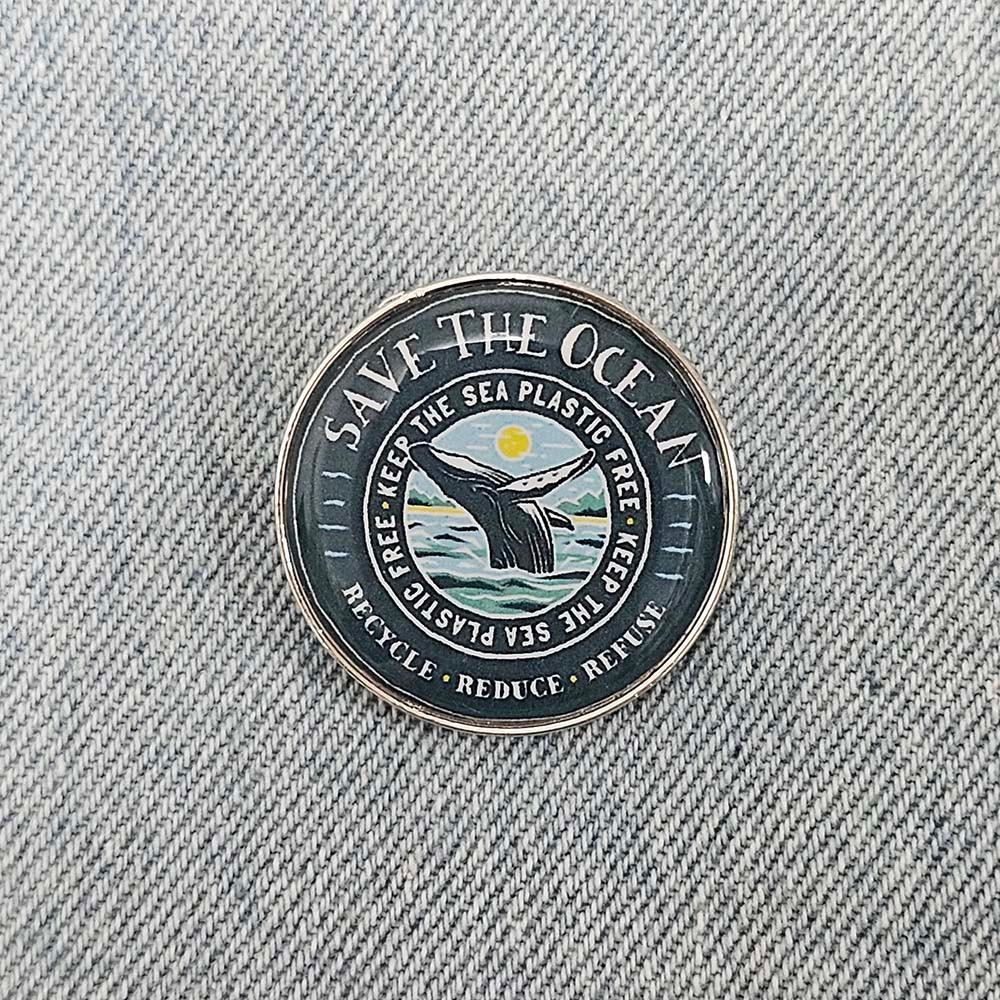 SAVE THE OCEAN
KEEP THE SEA PLASTIC FREE • KEEP THE SEA PLASTIC FREE •
RECYCLE • REDUCE • REFUSE